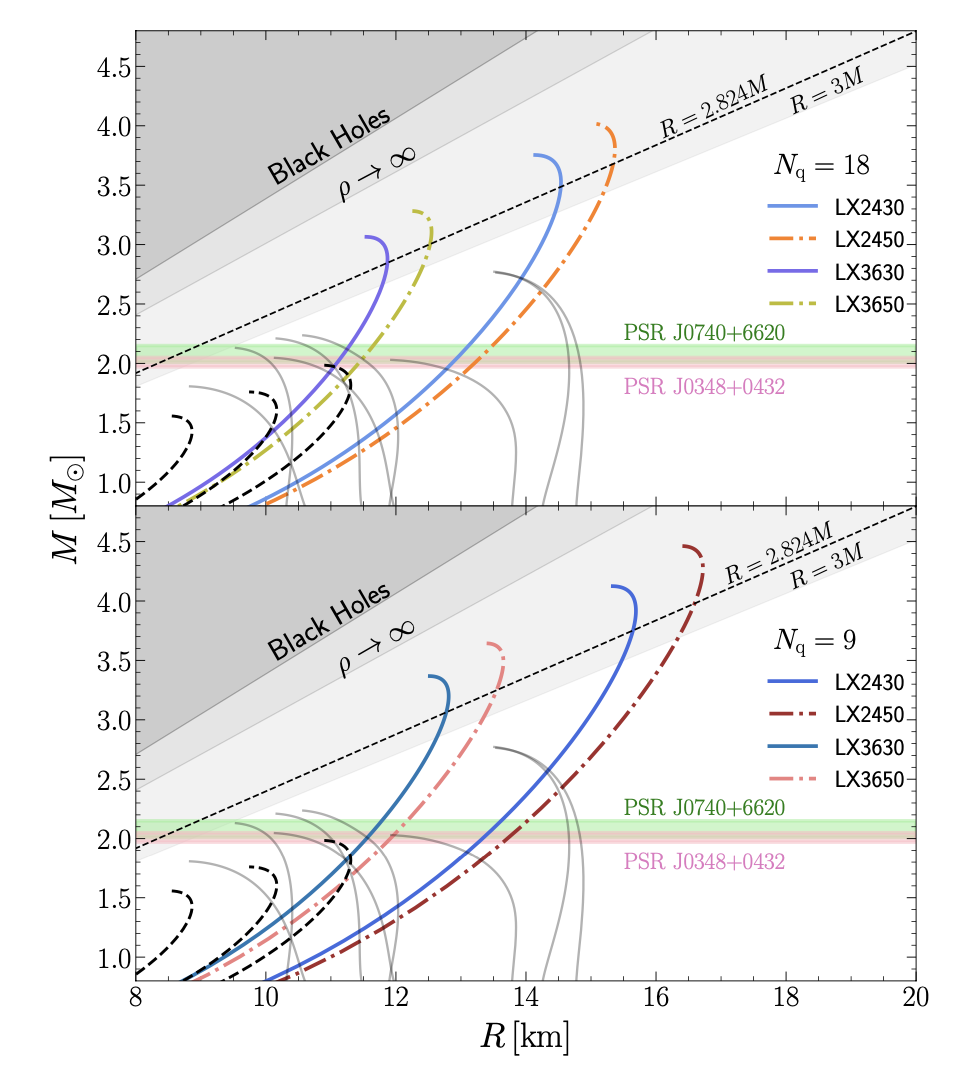 4.5
4.0
3.5
3.0
2.5
2.0
1.5
1.0
Black Holes
ρ → ∞
R = 2.824M
R = 3M
N_q = 18
LX2430
LX2450
LX3630
LX3650
PSR J0740+6620
PSR J0348+0432
M [M_⊙]
4.5
4.0
3.5
3.0
2.5
2.0
1.5
1.0
Black Holes
ρ → ∞
R = 2.824M
R = 3M
N_q = 9
LX2430
LX2450
LX3630
LX3650
PSR J0740+6620
PSR J0348+0432
8 10 12 14 16 18 20
R [km]